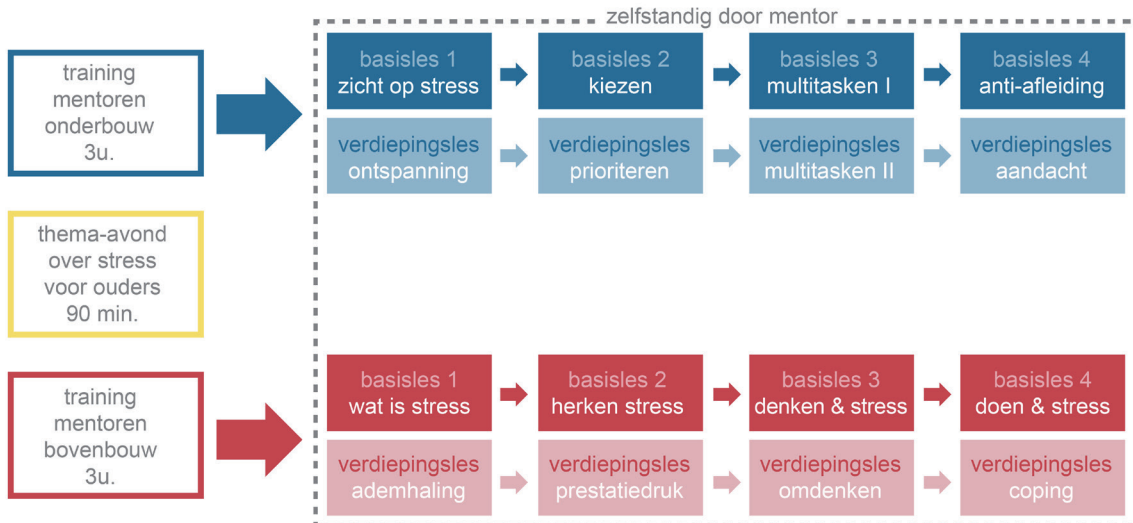 zelfstandig door mentor
training
mentoren
onderbouw
3u.
basisles 1
zicht op stress
basisles 2
kiezen
basisles 3
multitasken I
basisles 4
anti-afleiding
verdiepingsles
ontspanning
verdiepingsles
prioriteren
verdiepingsles
multitasken II
verdiepingsles
aandacht
thema-avond
over stress
voor ouders
90 min.
training
mentoren
bovenbouw
3u.
basisles 1
wat is stress
basisles 2
herken stress
basisles 3
denken & stress
basisles 4
doen & stress
verdiepingsles
ademhaling
verdiepingsles
prestatiedruk
verdiepingsles
omdenken
verdiepingsles
coping